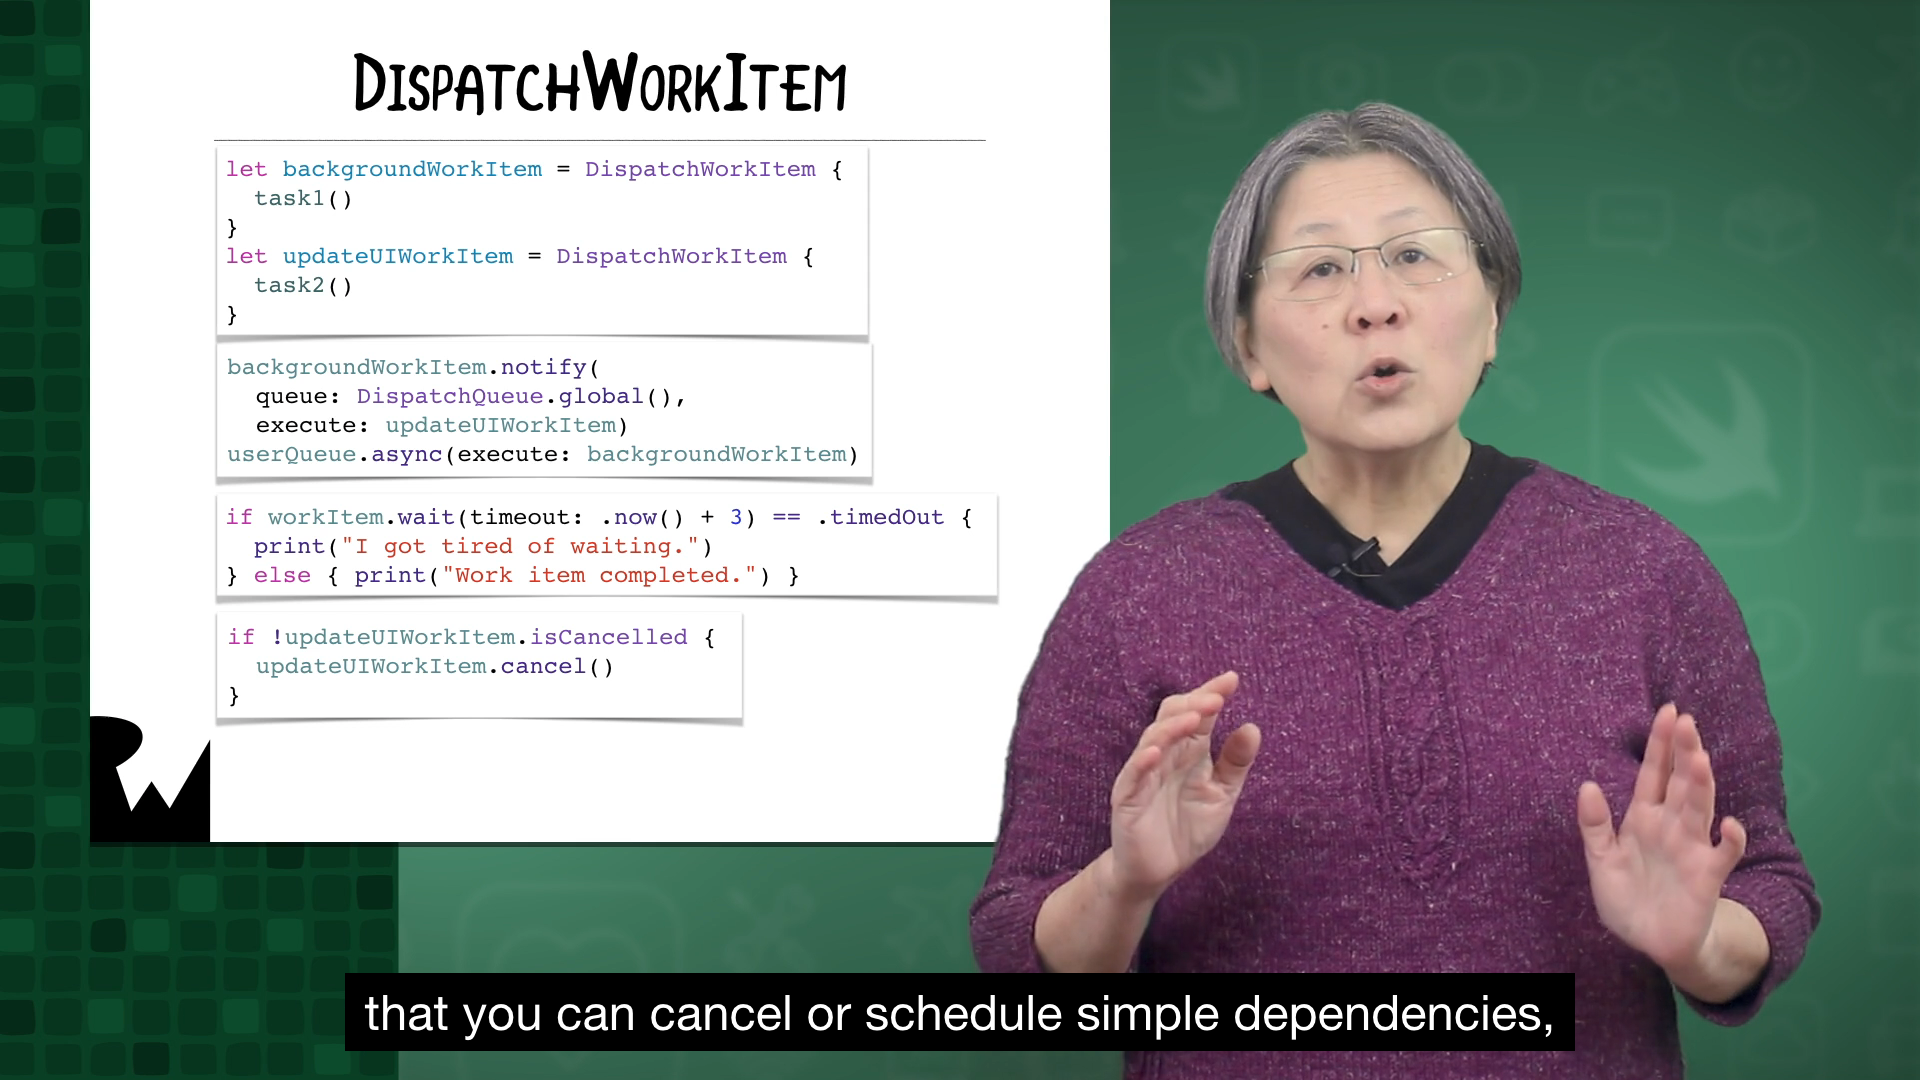 DISPATCHWORKITEM
let backgroundWorkItem = DispatchWorkItem {
  task1()
}
let updateUIWorkItem = DispatchWorkItem {
  task2()
}
backgroundWorkItem.notify(
  queue: DispatchQueue.global(),
  execute: updateUIWorkItem)
userQueue.async(execute: backgroundWorkItem)
if workItem.wait(timeout: .now() + 3) == .timedOut {
  print("I got tired of waiting.")
} else { print("Work item completed.") }
if !updateUIWorkItem.isCancelled {
  updateUIWorkItem.cancel()
}
RW
that you can cancel or schedule simple dependencies,